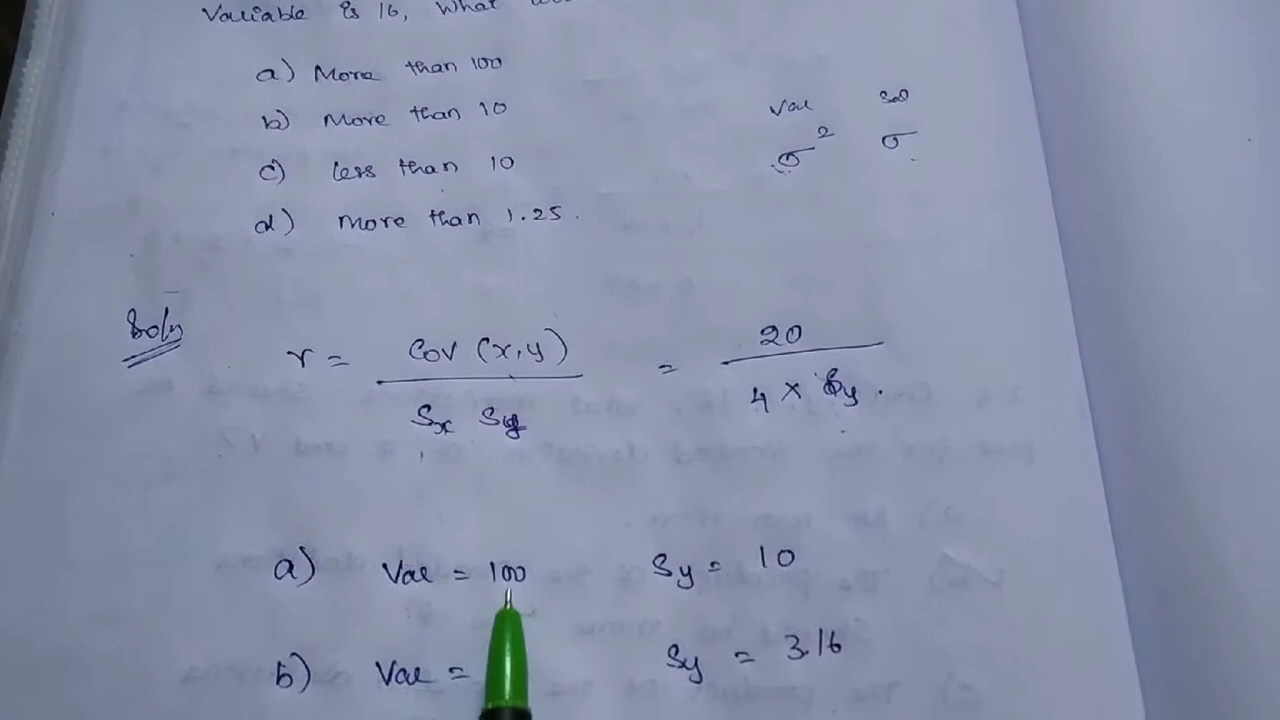 Variable is 16, What
a) More than 100
b) More than 10
c) less than 10
d) more than 1.25.
Var SD
σ² σ
Soln
r = Cov (x,y) / Sx Sy = 20 / 4 × Sy.
a) Var = 100 Sy = 10
b) Var = Sy = 3.16